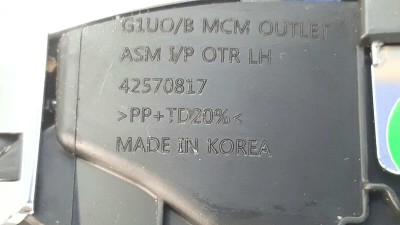 G1UO/B MCM OUTLET
ASM I/P OTR LH
42570817
>PP+TD20%<
MADE IN KOREA